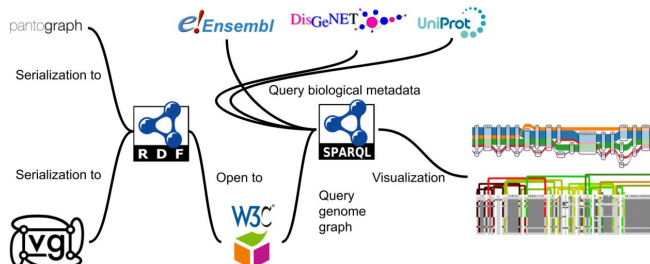 pantograph
e!Ensembl
DisGeNET
UniProt
Serialization to
Query biological metadata
RDF
SPARQL
Serialization to
Open to
Visualization
W3C
Query
genome
graph
vg